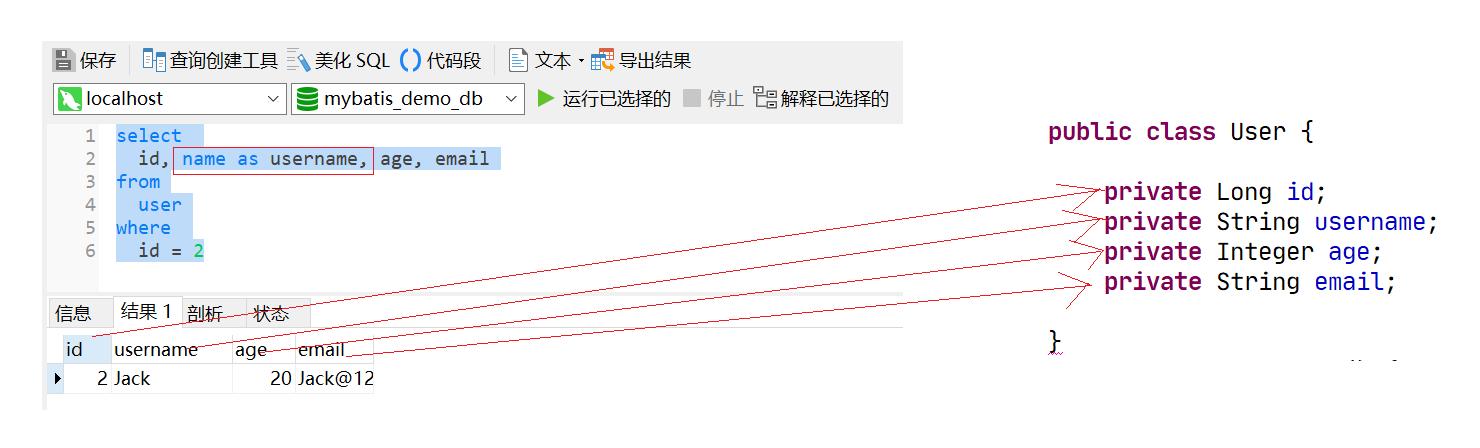 保存 查询创建工具 美化 SQL 代码段 文本 导出结果
localhost mybatis_demo_db 运行已选择的 停止 解释已选择的
1 select
2 id, name as username, age, email
3 from
4 user
5 where
6 id = 2
信息 结果 1 剖析 状态
id username age email
2 Jack 20 Jack@12
public class User {
private Long id;
private String username;
private Integer age;
private String email;
}